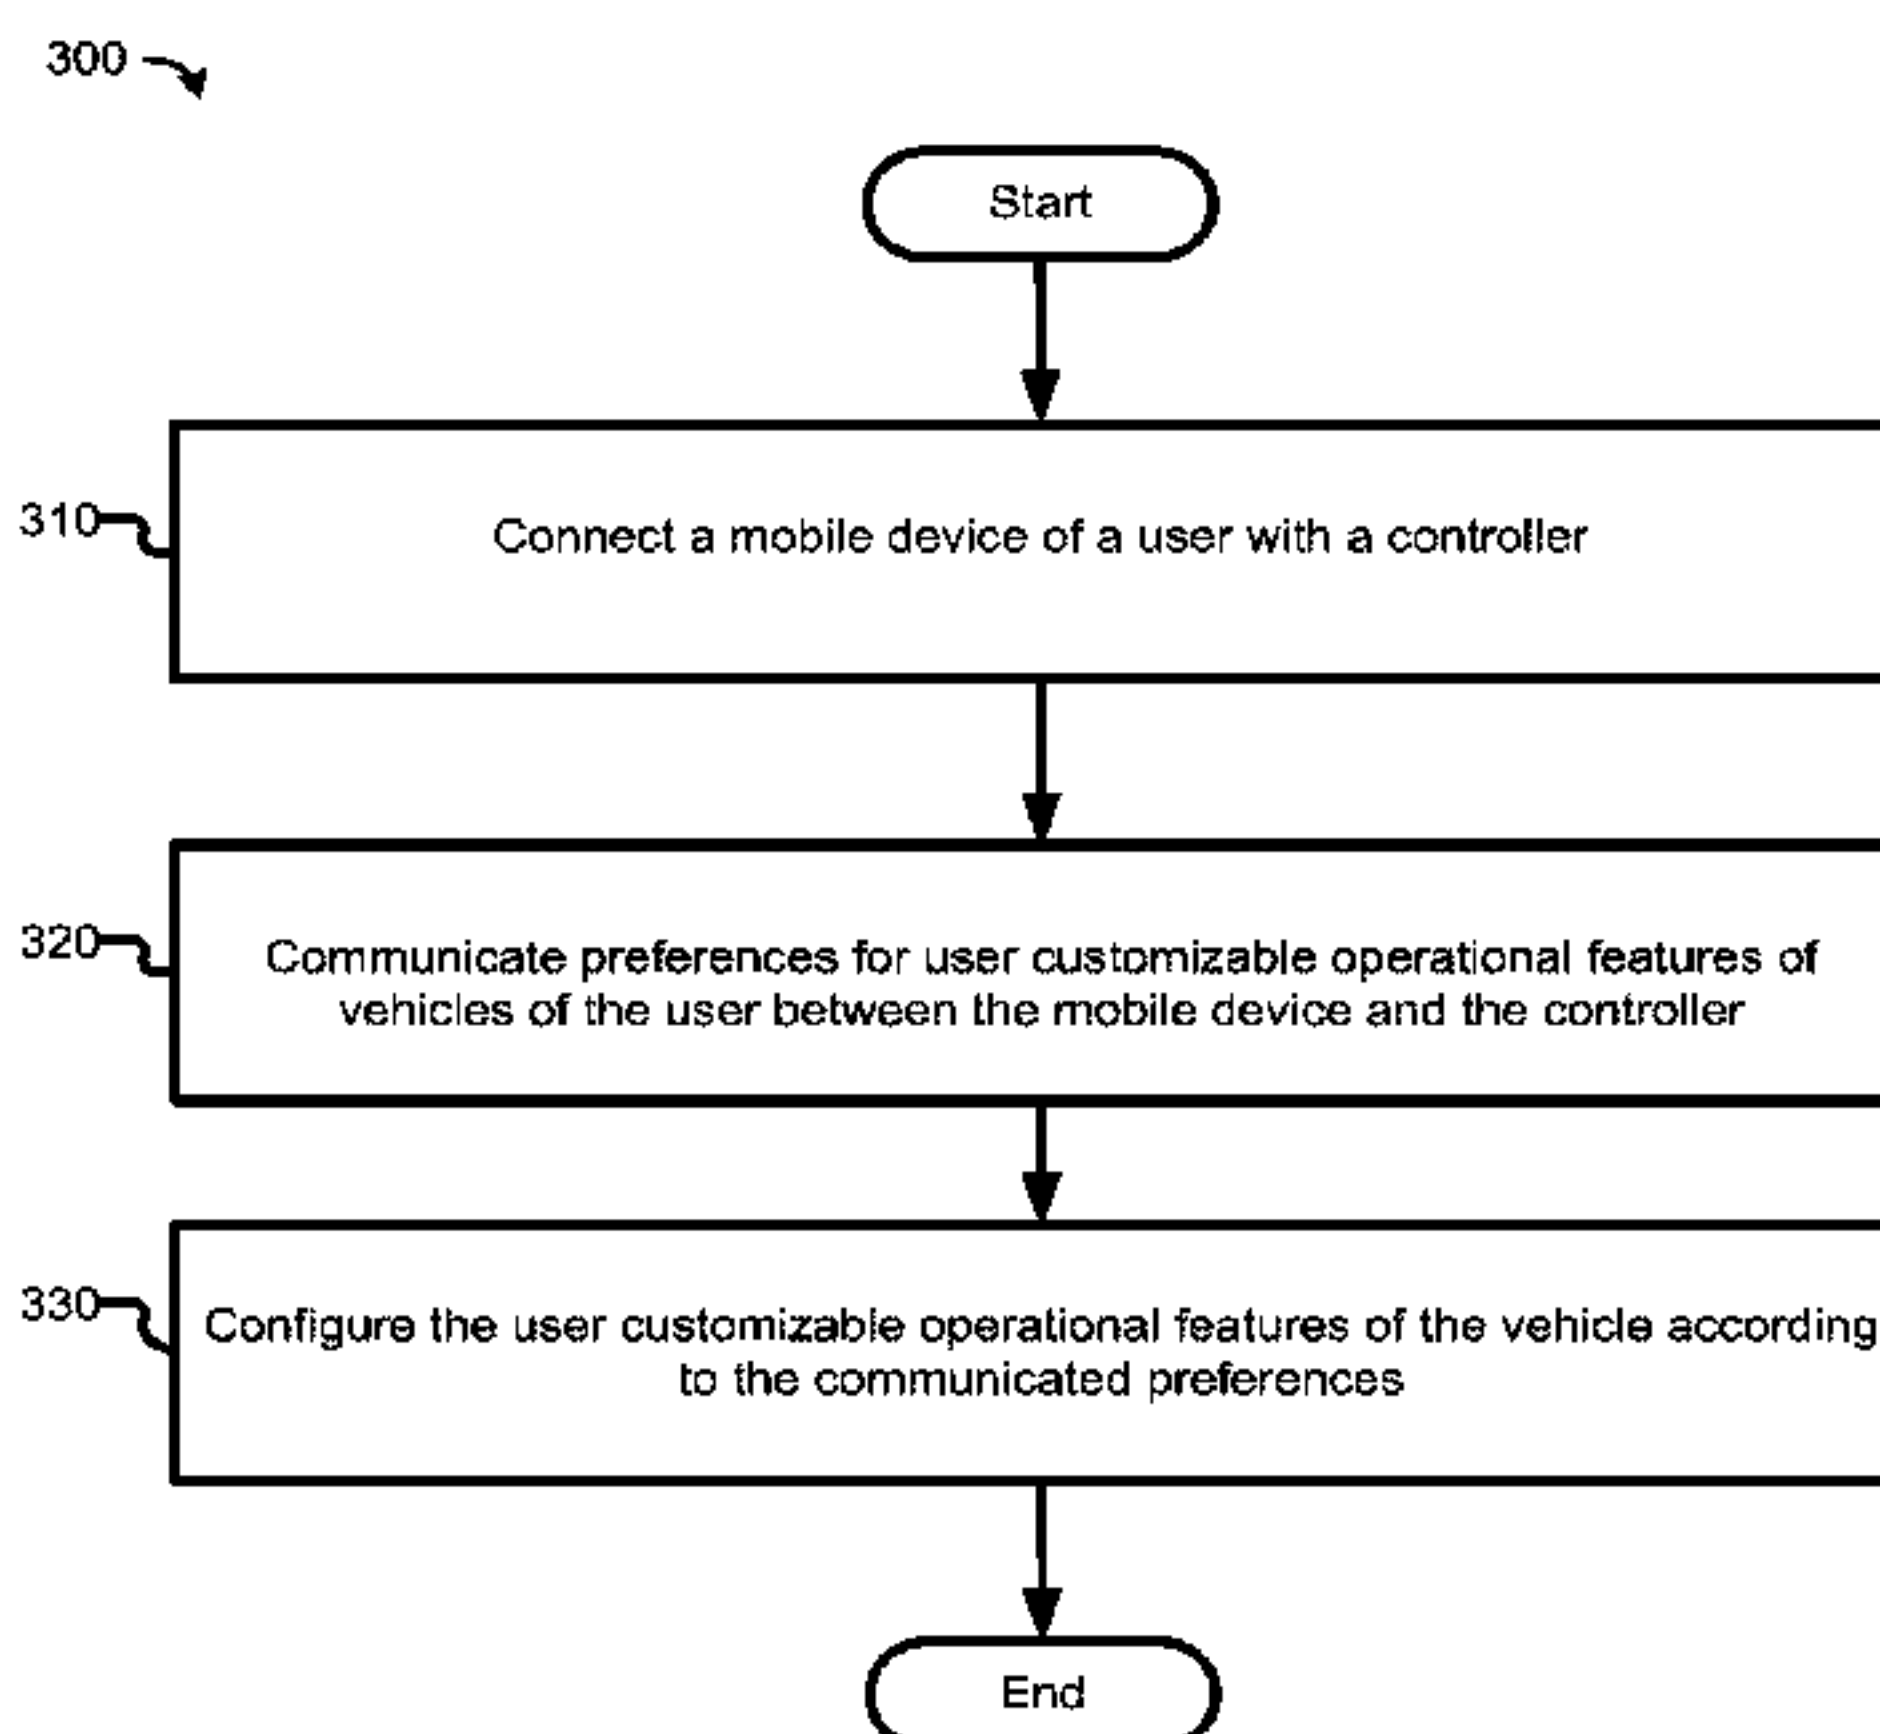 300
Start
310
Connect a mobile device of a user with a controller
320
Communicate preferences for user customizable operational features of
vehicles of the user between the mobile device and the controller
330
Configure the user customizable operational features of the vehicle according
to the communicated preferences
End